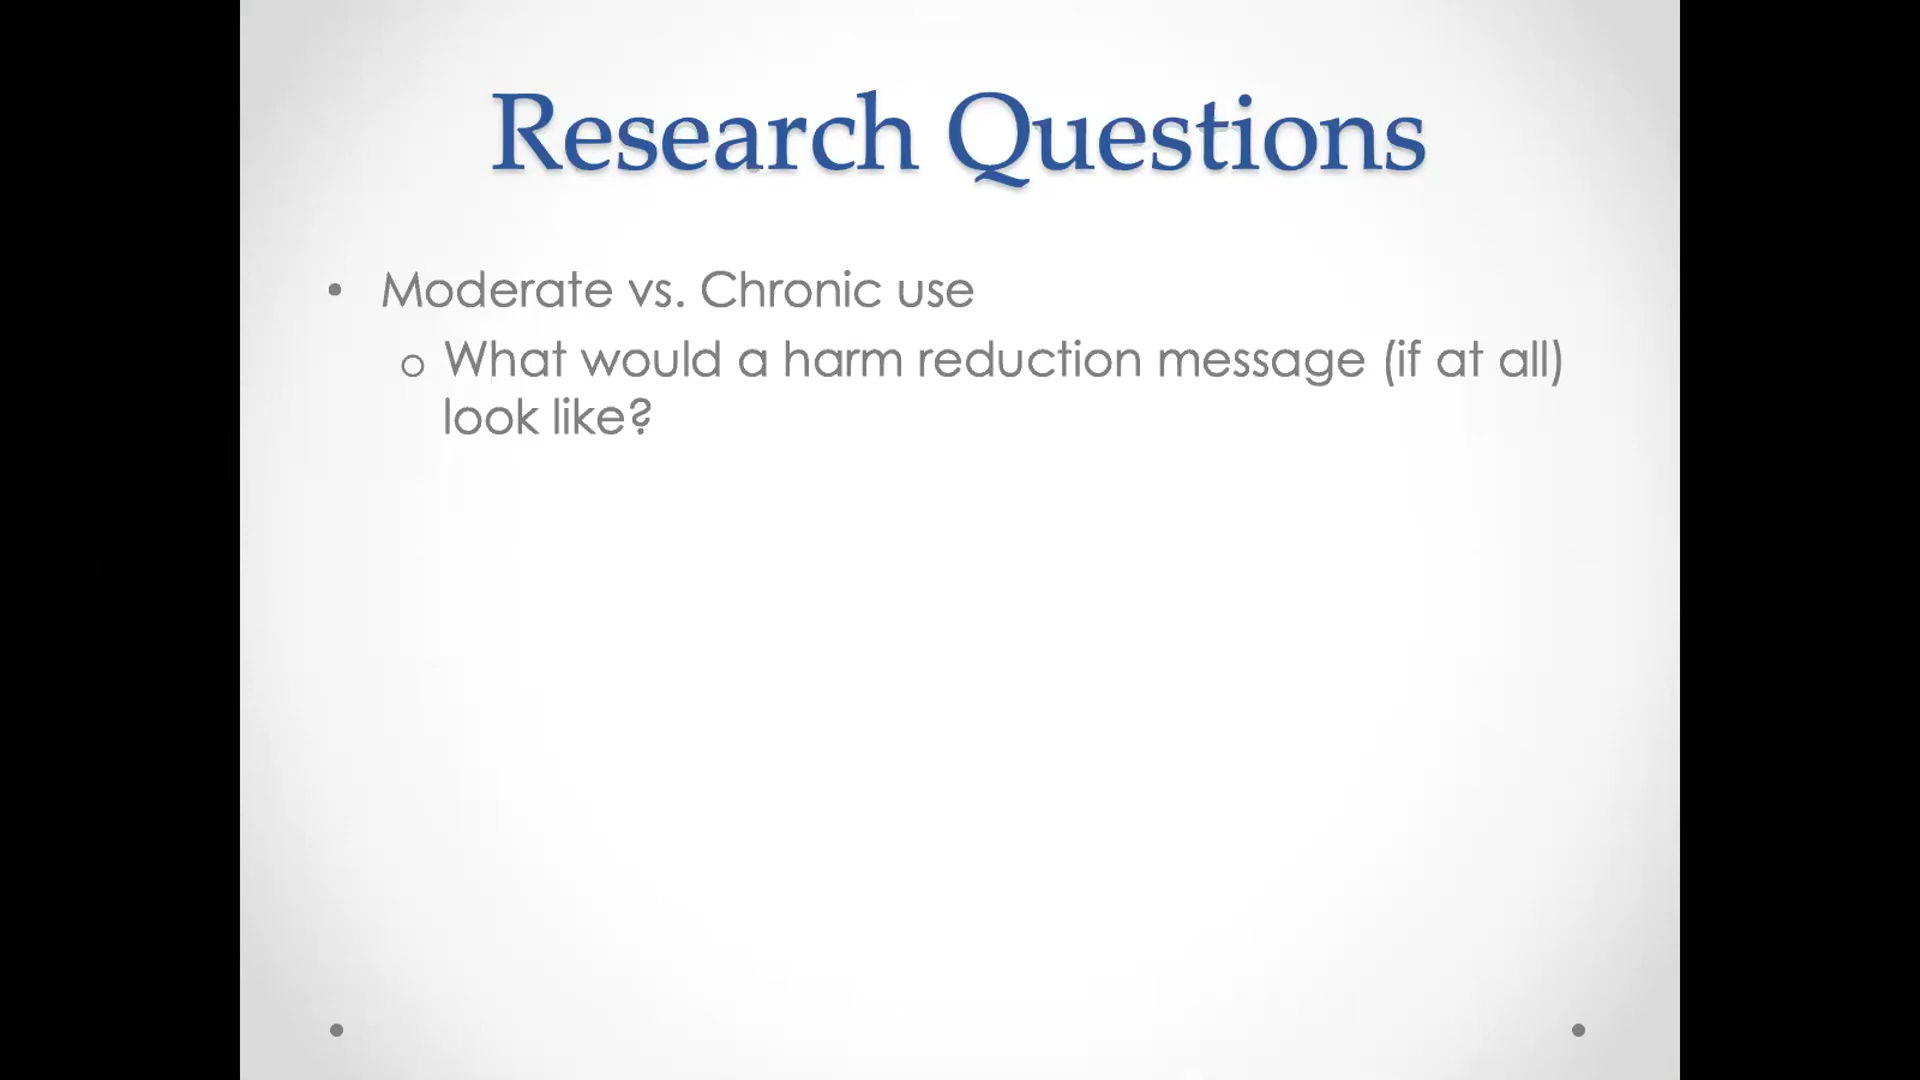 Research Questions
• Moderate vs. Chronic use
o What would a harm reduction message (if at all)
look like?